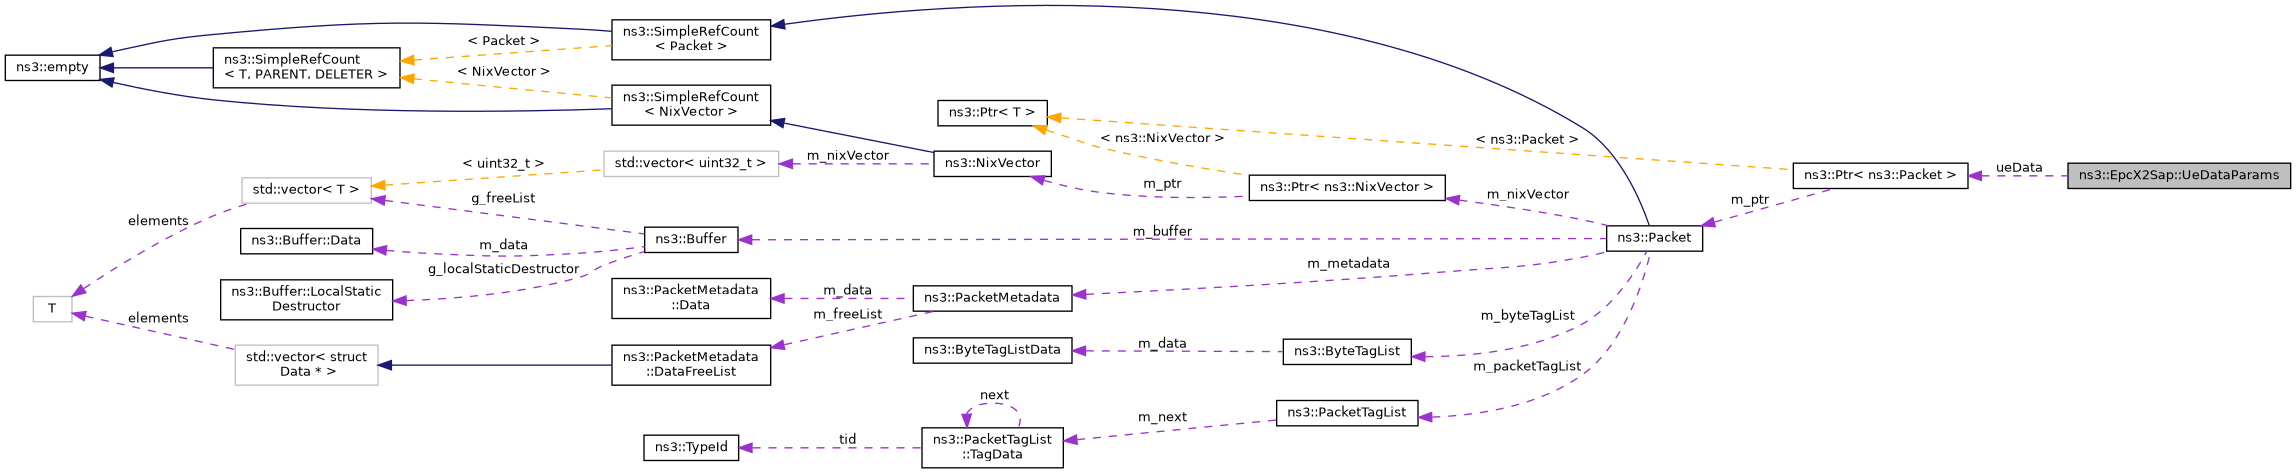 ns3::empty
ns3::SimpleRefCount
< T, PARENT, DELETER >
< Packet >
< NixVector >
ns3::SimpleRefCount
< Packet >
ns3::SimpleRefCount
< NixVector >
ns3::Ptr< T >
< ns3::NixVector >
< ns3::Packet >
< uint32_t >
std::vector< uint32_t >
m_nixVector
ns3::NixVector
std::vector< T >
g_freeList
m_ptr
ns3::Ptr< ns3::NixVector >
m_nixVector
ns3::Ptr< ns3::Packet >
ueData
ns3::EpcX2Sap::UeDataParams
m_ptr
elements
ns3::Buffer::Data
m_data
ns3::Buffer
m_buffer
ns3::Packet
g_localStaticDestructor
ns3::Buffer::LocalStatic
Destructor
m_metadata
T
ns3::PacketMetadata
::Data
m_data
ns3::PacketMetadata
m_freeList
elements
m_byteTagList
std::vector< struct
Data * >
ns3::PacketMetadata
::DataFreeList
ns3::ByteTagListData
m_data
ns3::ByteTagList
m_packetTagList
next
m_next
ns3::PacketTagList
ns3::TypeId
tid
ns3::PacketTagList
::TagData